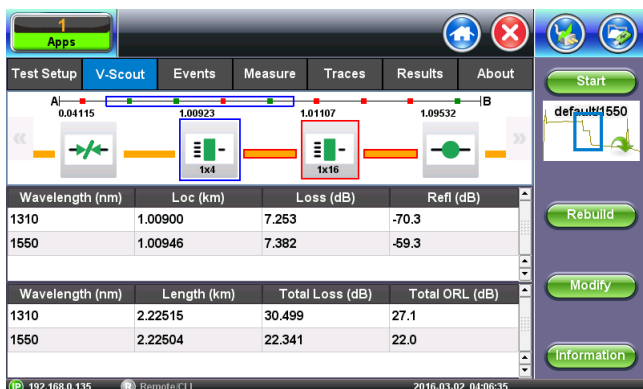 1
Apps
Test Setup V-Scout Events Measure Traces Results About
Start
A B
0.04115 1.00923 1.01107 1.09532
default/1550
1x4 1x16
Wavelength (nm) Loc (km) Loss (dB) Refl (dB)
1310 1.00900 7.253 -70.3
1550 1.00946 7.382 -59.3
Rebuild
Wavelength (nm) Length (km) Total Loss (dB) Total ORL (dB)
1310 2.22515 30.499 27.1
1550 2.22504 22.341 22.0
Modify
Information
IP 192.168.0.135 R Remote/CLI 2016-03-02 04:06:35